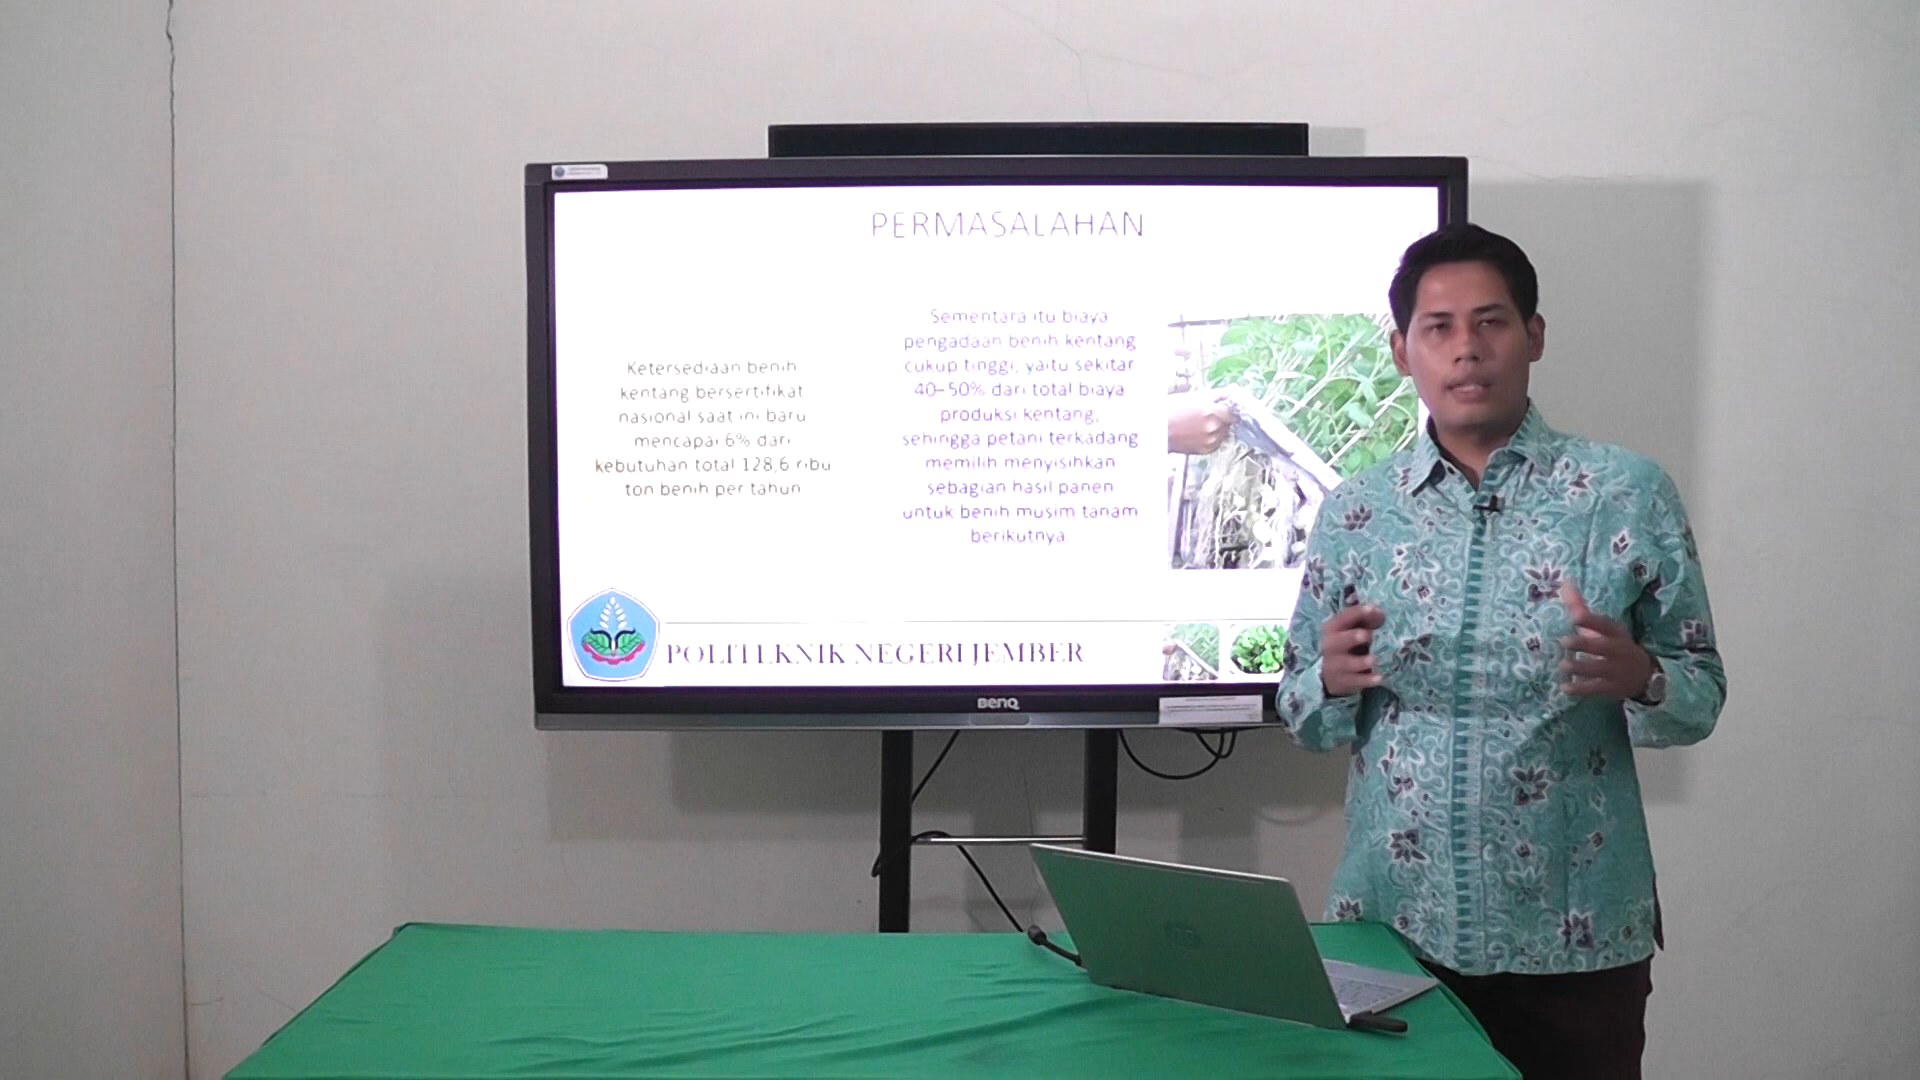 PERMASALAHAN
Ketersediaan benih
kentang bersertifikat
nasional saat ini baru
mencapai 6% dari
kebutuhan total 128,6 ribu
ton benih per tahun
Sementara itu biaya
pengadaan benih kentang
cukup tinggi, yaitu sekitar
40–50% dari total biaya
produksi kentang,
sehingga petani terkadang
memilih menyisihkan
sebagian hasil panen
untuk benih musim tanam
berikutnya
POLITEKNIK NEGERI JEMBER
BenQ